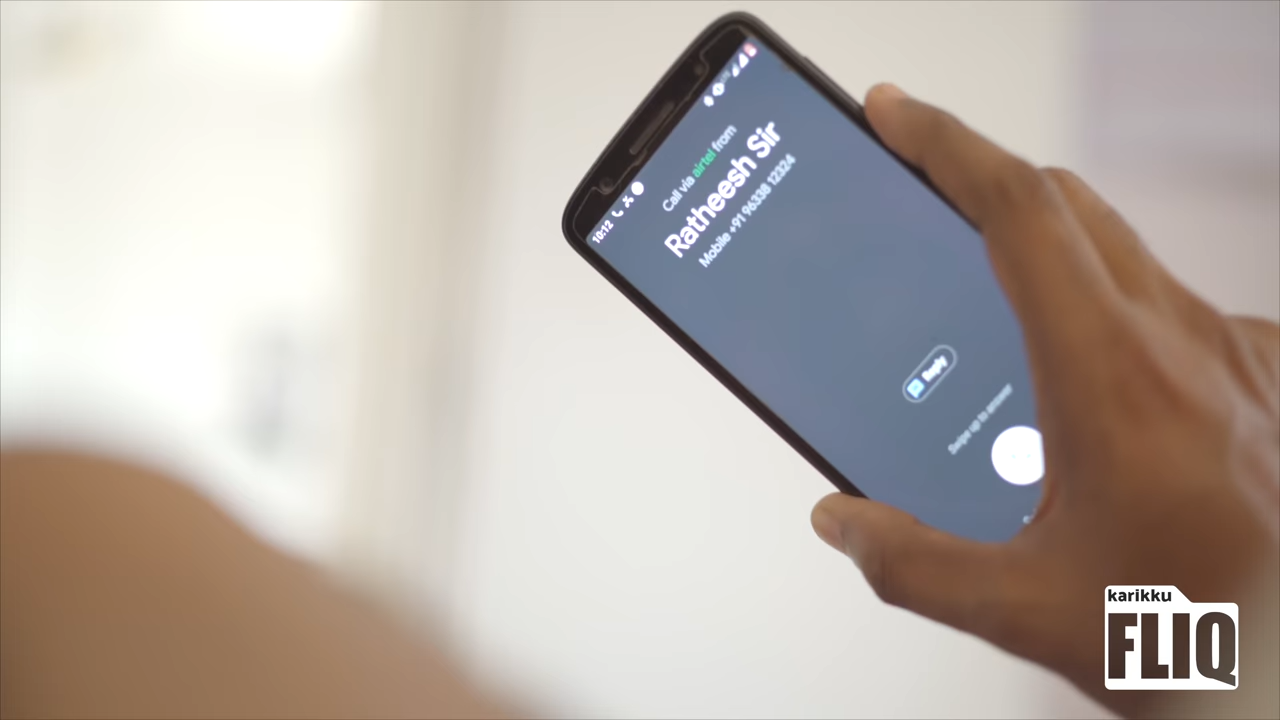 10:12
Call via airtel from
Ratheesh Sir
Mobile +91 96338 12324
Reply
Swipe up to answer
karikku
FLIQ